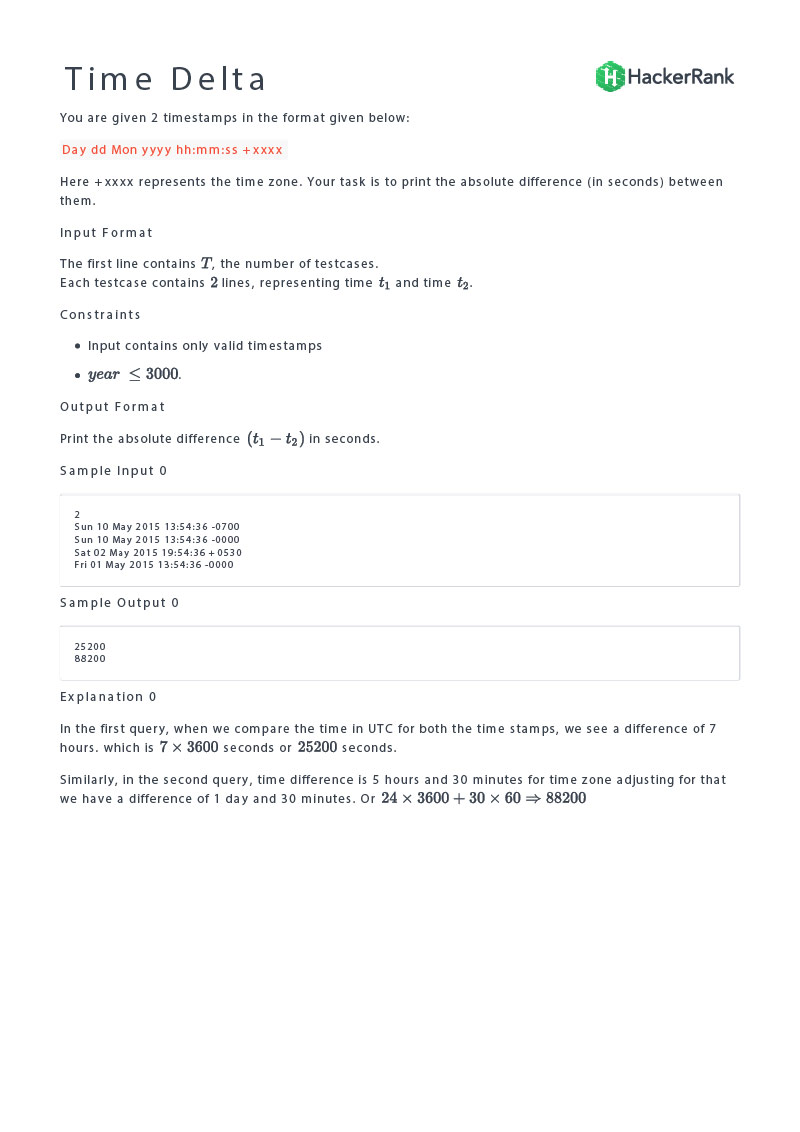 Time Delta
HackerRank
You are given 2 timestamps in the format given below:
Day dd Mon yyyy hh:mm:ss +xxxx
Here +xxxx represents the time zone. Your task is to print the absolute difference (in seconds) between
them.
Input Format
The first line contains T, the number of testcases.
Each testcase contains 2 lines, representing time t₁ and time t₂.
Constraints
• Input contains only valid timestamps
• year ≤ 3000.
Output Format
Print the absolute difference (t₁ − t₂) in seconds.
Sample Input 0
2
Sun 10 May 2015 13:54:36 -0700
Sun 10 May 2015 13:54:36 -0000
Sat 02 May 2015 19:54:36 +0530
Fri 01 May 2015 13:54:36 -0000
Sample Output 0
25200
88200
Explanation 0
In the first query, when we compare the time in UTC for both the time stamps, we see a difference of 7
hours. which is 7 × 3600 seconds or 25200 seconds.
Similarly, in the second query, time difference is 5 hours and 30 minutes for time zone adjusting for that
we have a difference of 1 day and 30 minutes. Or 24 × 3600 + 30 × 60 ⇒ 88200